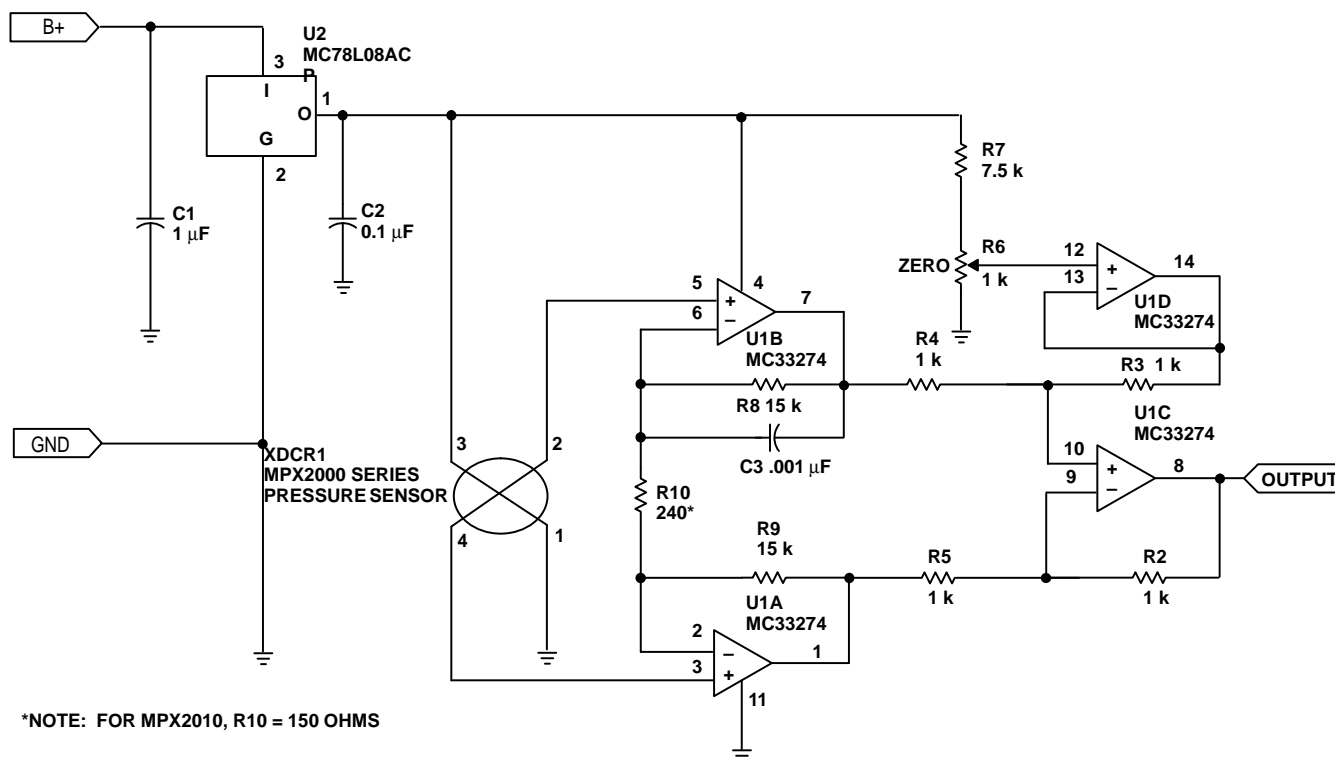 B+
U2
MC78L08AC
P
3
I
1
O
G
2
C1
1 μF
C2
0.1 μF
R7
7.5 k
R6
1 k
ZERO
12
13
+
–
14
U1D
MC33274
5
6
+
–
4
7
U1B
MC33274
R4
1 k
R3 1 k
R8 15 k
C3 .001 μF
U1C
MC33274
10
9
+
–
8
OUTPUT
GND
XDCR1
MPX2000 SERIES
PRESSURE SENSOR
3
2
4
1
R10
240*
R9
15 k
R5
1 k
R2
1 k
U1A
MC33274
2
3
–
+
1
11
*NOTE: FOR MPX2010, R10 = 150 OHMS